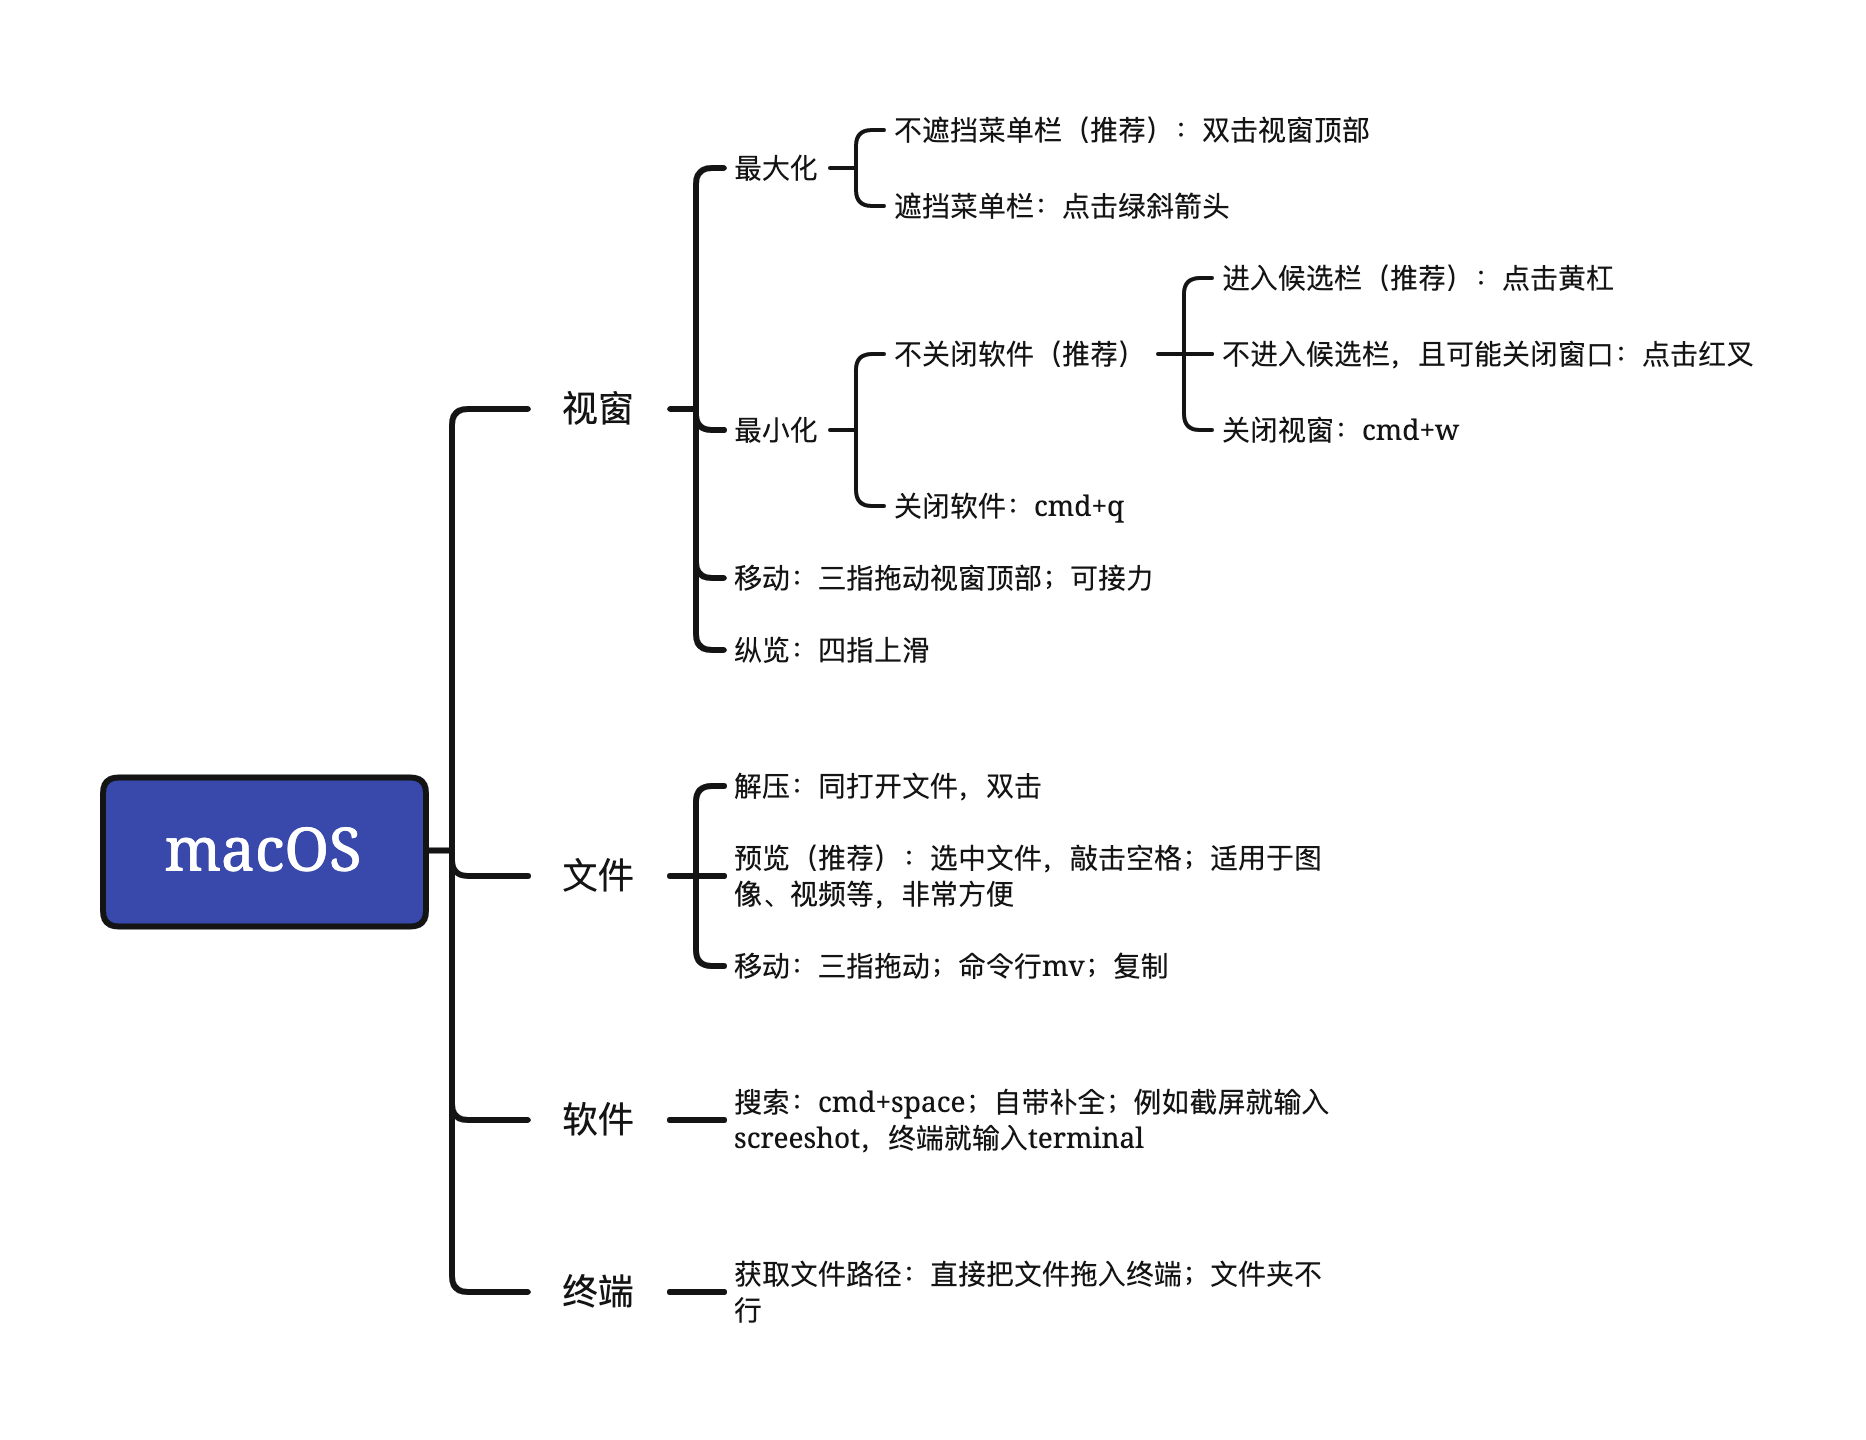 macOS
视窗
最大化
不遮挡菜单栏（推荐）：双击视窗顶部
遮挡菜单栏：点击绿斜箭头
最小化
不关闭软件（推荐）
进入候选栏（推荐）：点击黄杠
不进入候选栏，且可能关闭窗口：点击红叉
关闭视窗：cmd+w
关闭软件：cmd+q
移动：三指拖动视窗顶部；可接力
纵览：四指上滑
文件
解压：同打开文件，双击
预览（推荐）：选中文件，敲击空格；适用于图
像、视频等，非常方便
移动：三指拖动；命令行mv；复制
软件
搜索：cmd+space；自带补全；例如截屏就输入
screeshot，终端就输入terminal
终端
获取文件路径：直接把文件拖入终端；文件夹不
行